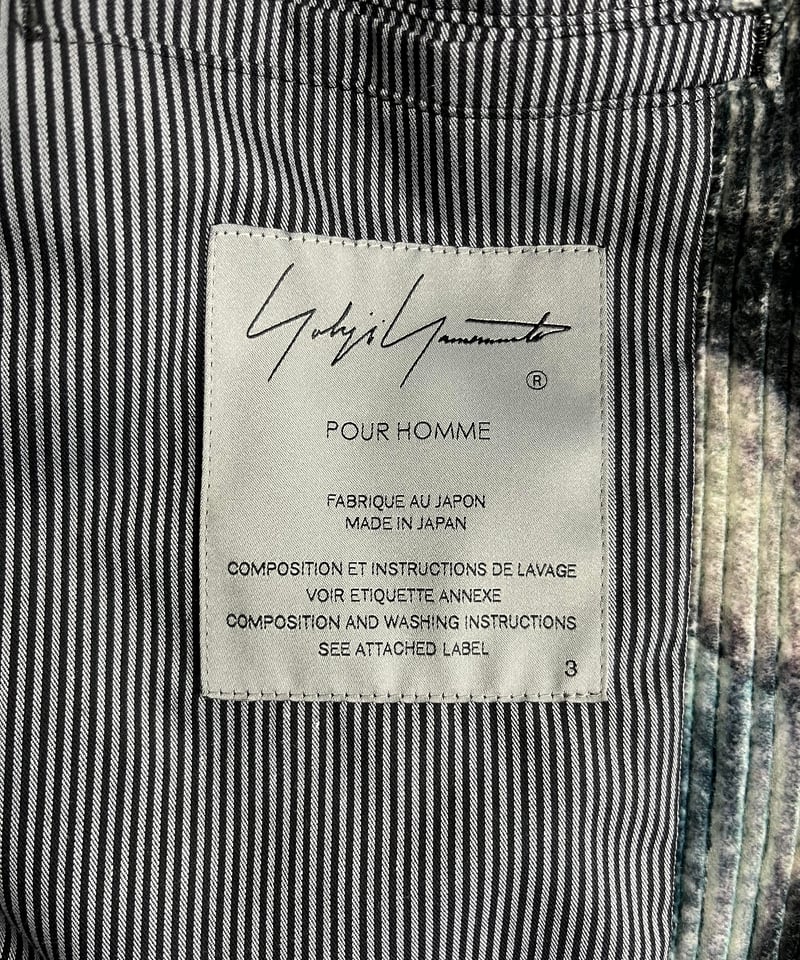 Yohji Yamamoto
®
POUR HOMME
FABRIQUE AU JAPON
MADE IN JAPAN
COMPOSITION ET INSTRUCTIONS DE LAVAGE
VOIR ETIQUETTE ANNEXE
COMPOSITION AND WASHING INSTRUCTIONS
SEE ATTACHED LABEL
3